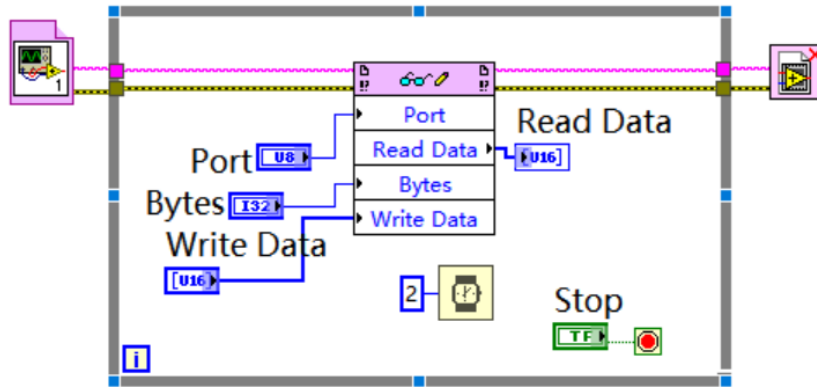 1
Port
Read Data
Port U8
Read Data
[U16]
Bytes I32
Bytes
Write Data
Write Data
[U16]
2
Stop
TF
i